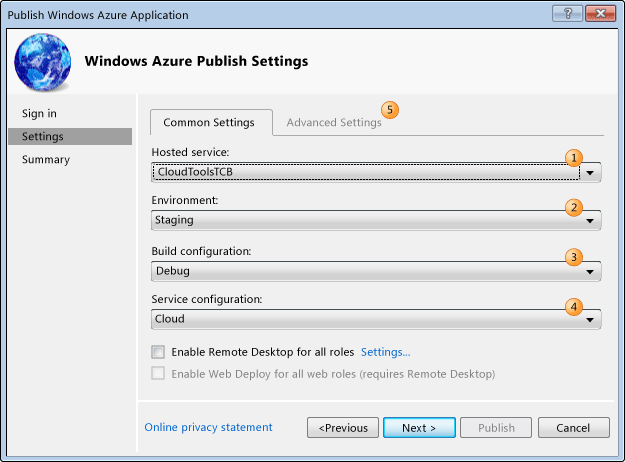 Publish Windows Azure Application
?
Windows Azure Publish Settings
Sign in
Settings
Summary
Common Settings
Advanced Settings
5
Hosted service:
1
CloudToolsTCB
Environment:
2
Staging
Build configuration:
3
Debug
Service configuration:
4
Cloud
Enable Remote Desktop for all roles Settings...
Enable Web Deploy for all web roles (requires Remote Desktop)
Online privacy statement
<Previous
Next >
Publish
Cancel